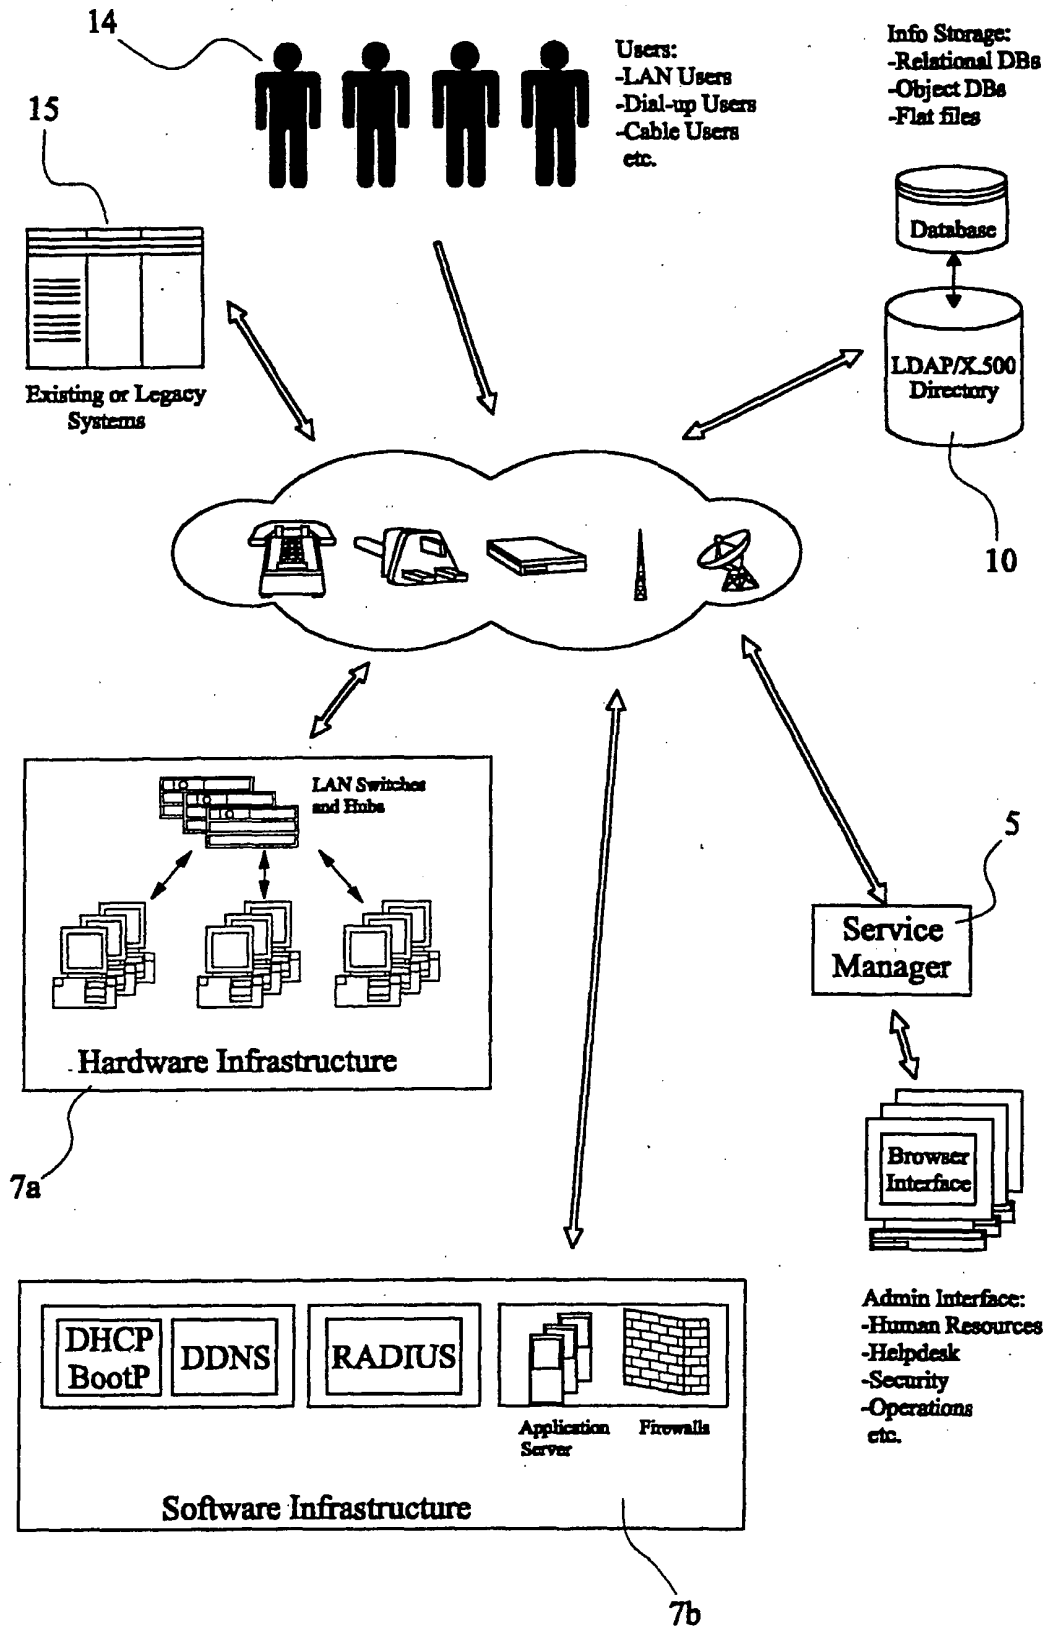 14
Users:
-LAN Users
-Dial-up Users
-Cable Users
etc.
Info Storage:
-Relational DBs
-Object DBs
-Flat files
15
Database
LDAP/X.500
Directory
10
Existing or Legacy
Systems
LAN Switches
and Hubs
Hardware Infrastructure
7a
5
Service
Manager
Browser
Interface
Admin Interface:
-Human Resources
-Helpdesk
-Security
-Operations
etc.
DHCP
BootP
DDNS
RADIUS
Application
Server
Firewalls
Software Infrastructure
7b